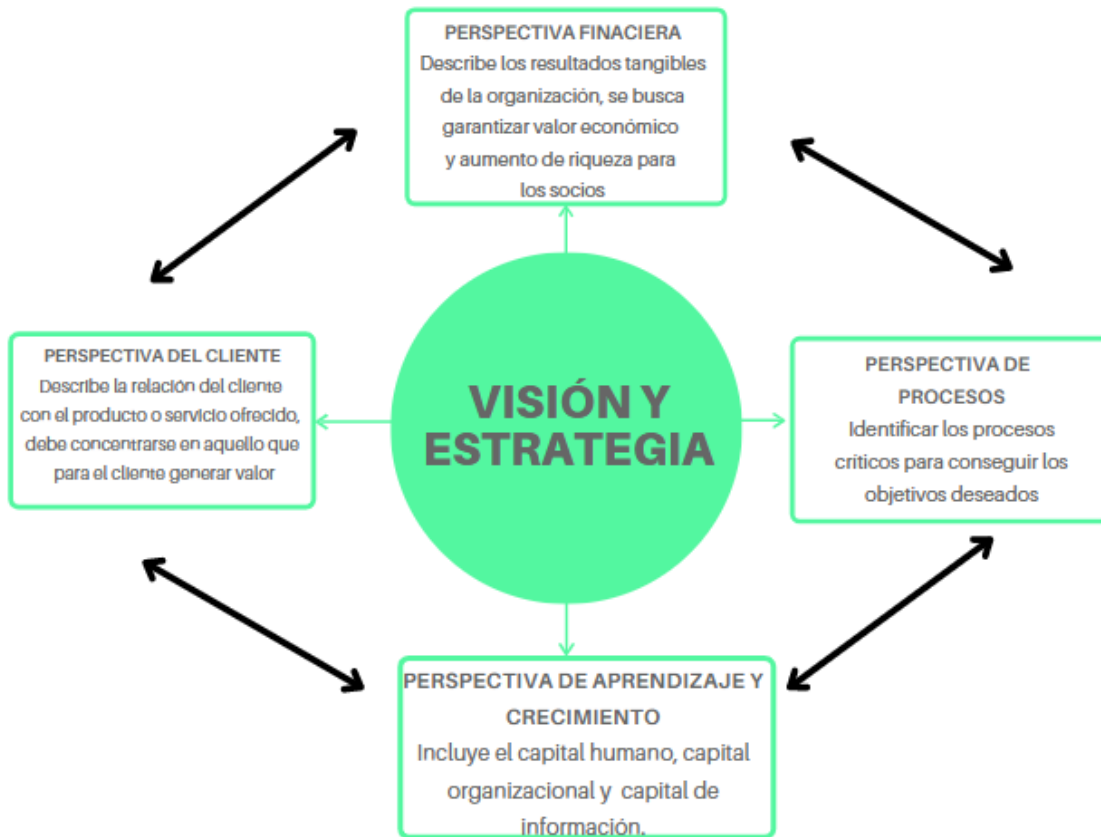 PERSPECTIVA FINACIERA
Describe los resultados tangibles
de la organización, se busca
garantizar valor económico
y aumento de riqueza para
los socios
PERSPECTIVA DEL CLIENTE
Describe la relación del cliente
con el producto o servicio ofrecido,
debe concentrarse en aquello que
para el cliente generar valor
VISIÓN Y
ESTRATEGIA
PERSPECTIVA DE
PROCESOS
Identificar los procesos
críticos para conseguir los
objetivos deseados
PERSPECTIVA DE APRENDIZAJE Y
CRECIMIENTO
Incluye el capital humano, capital
organizacional y capital de
información.